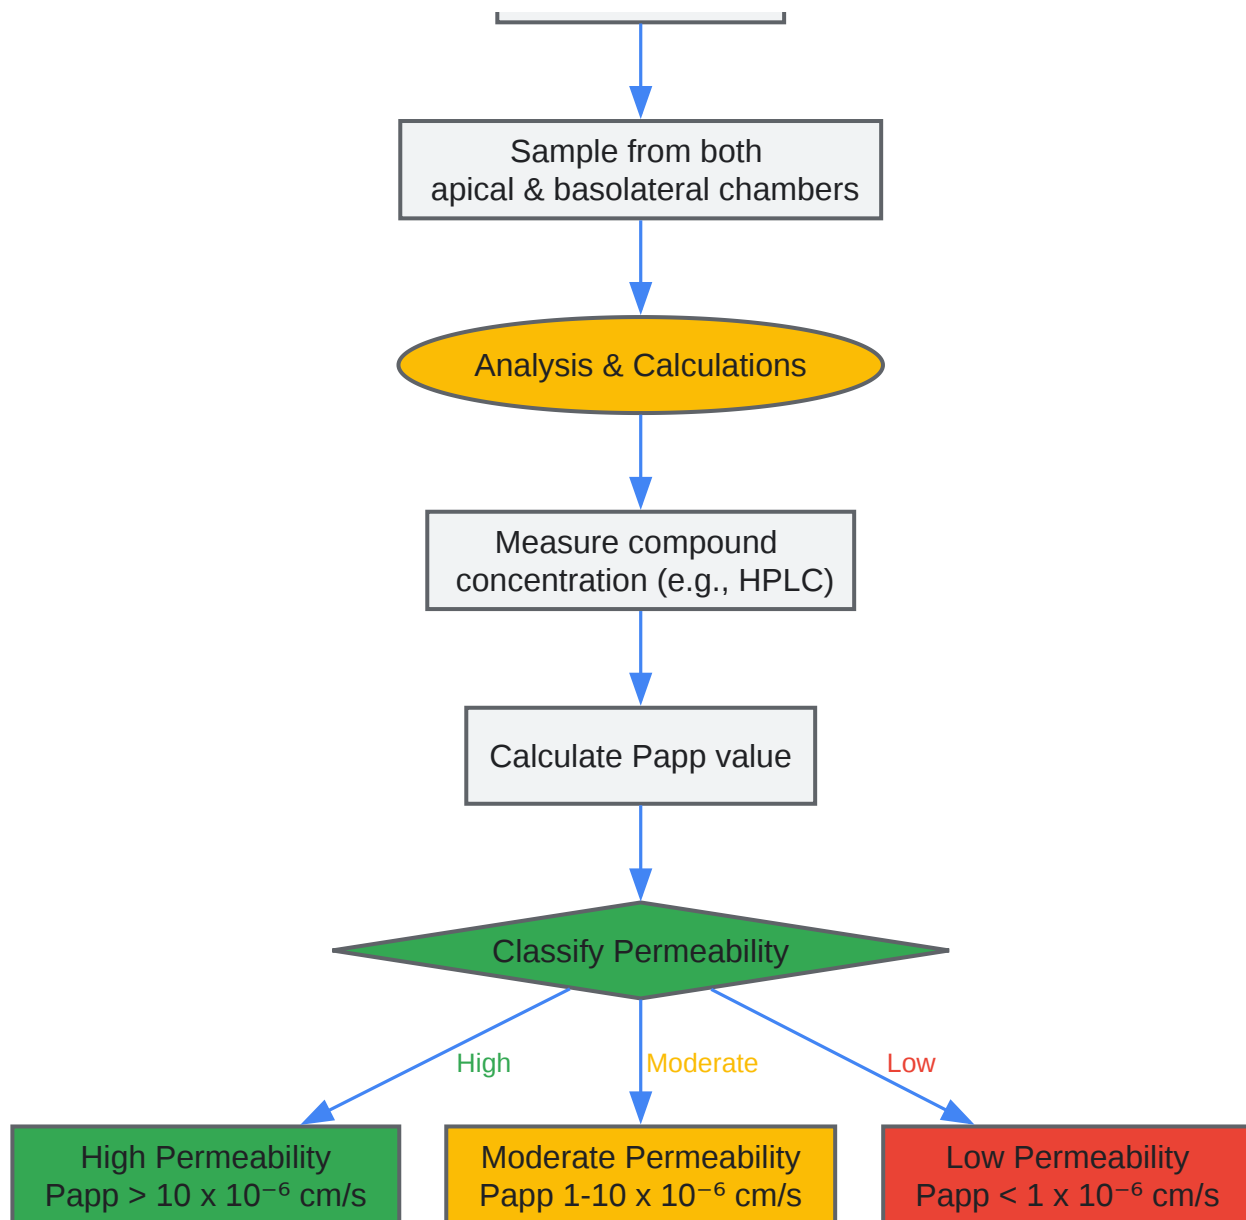 Sample from both
apical & basolateral chambers
Analysis & Calculations
Measure compound
concentration (e.g., HPLC)
Calculate Papp value
Classify Permeability
High
Moderate
Low
High Permeability
Papp > 10 x 10⁻⁶ cm/s
Moderate Permeability
Papp 1-10 x 10⁻⁶ cm/s
Low Permeability
Papp < 1 x 10⁻⁶ cm/s